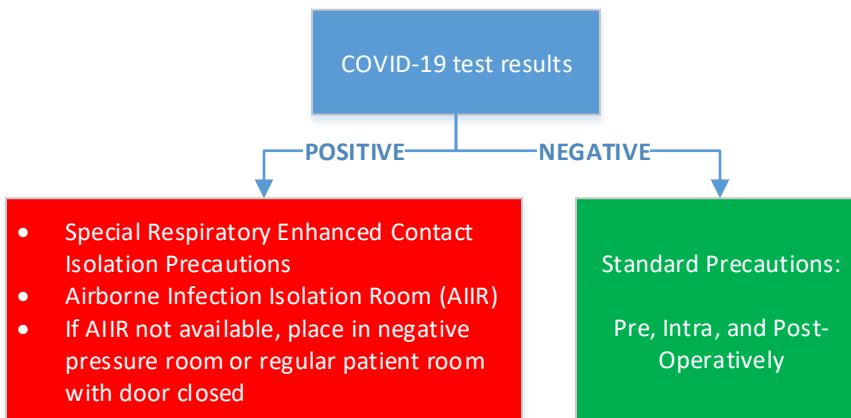 COVID-19 test results
POSITIVE
NEGATIVE
• Special Respiratory Enhanced Contact
Isolation Precautions
• Airborne Infection Isolation Room (AIIR)
• If AIIR not available, place in negative
pressure room or regular patient room
with door closed
Standard Precautions:
Pre, Intra, and Post-
Operatively